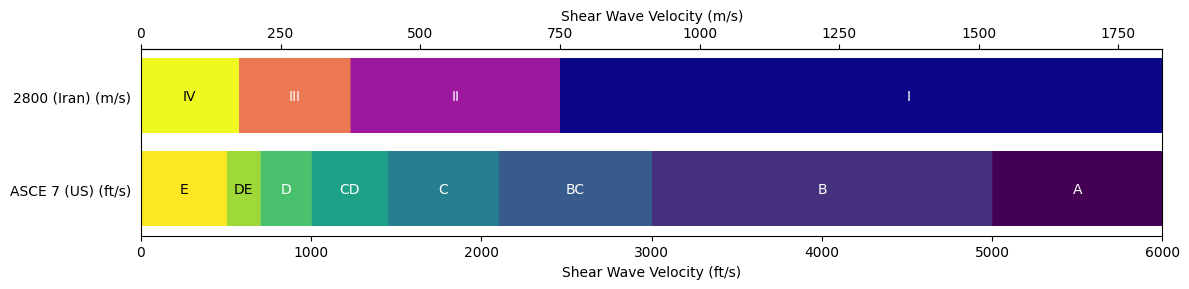 Shear Wave Velocity (m/s)
0 250 500 750 1000 1250 1500 1750
2800 (Iran) (m/s) IV III II I
ASCE 7 (US) (ft/s) E DE D CD C BC B A
0 1000 2000 3000 4000 5000 6000
Shear Wave Velocity (ft/s)